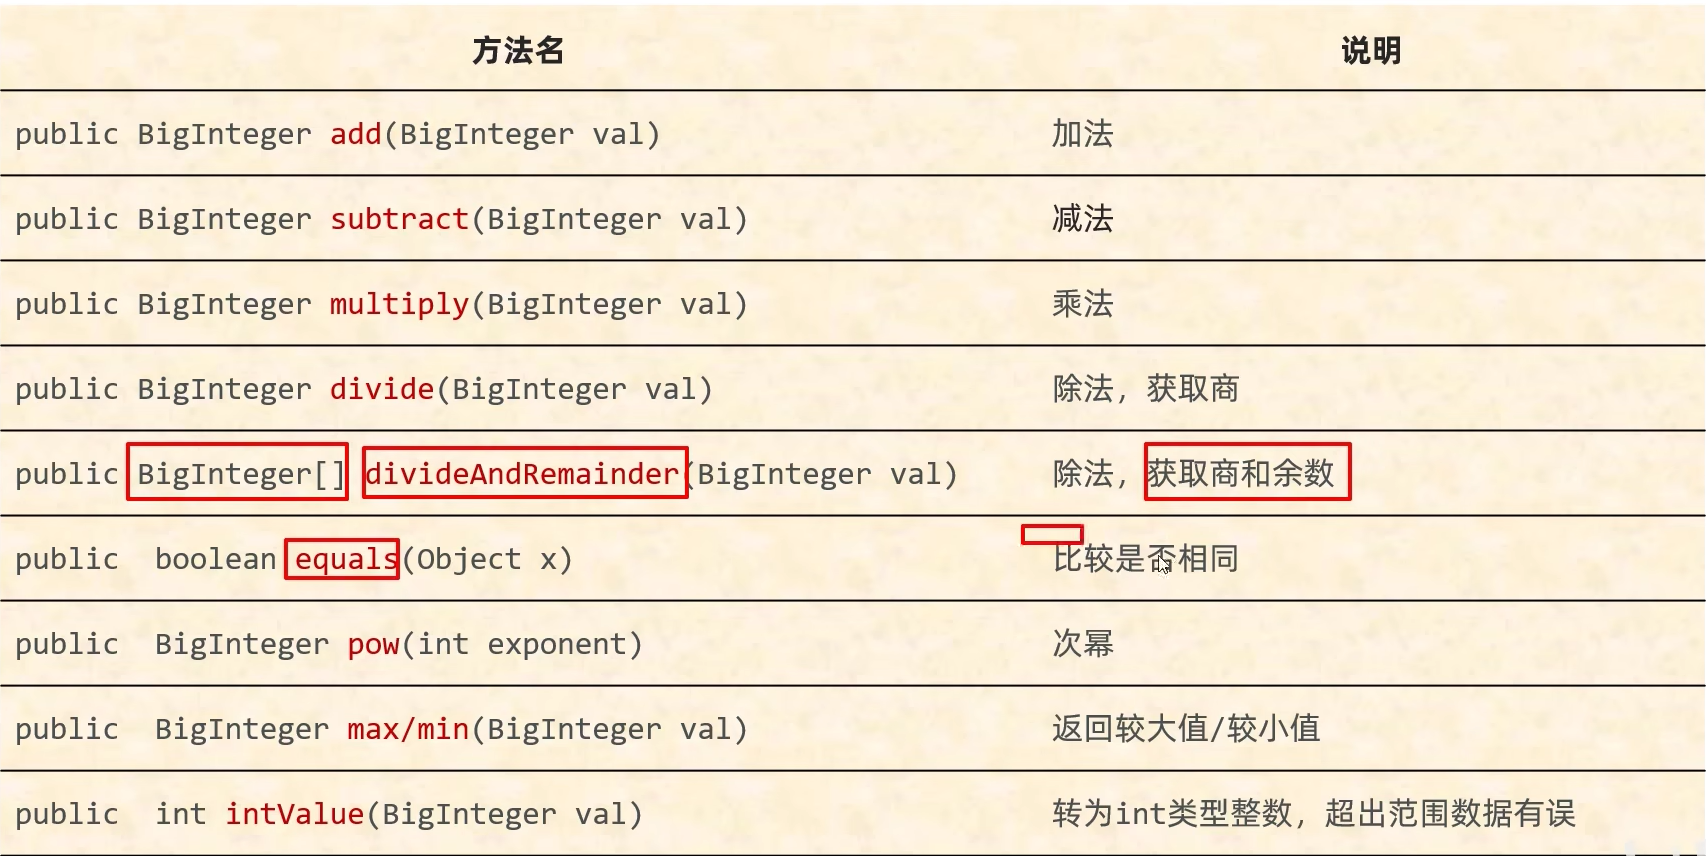 方法名 说明
public BigInteger add(BigInteger val) 加法
public BigInteger subtract(BigInteger val) 减法
public BigInteger multiply(BigInteger val) 乘法
public BigInteger divide(BigInteger val) 除法，获取商
public BigInteger[] divideAndRemainder(BigInteger val) 除法，获取商和余数
public boolean equals(Object x) 比较是否相同
public BigInteger pow(int exponent) 次幂
public BigInteger max/min(BigInteger val) 返回较大值/较小值
public int intValue(BigInteger val) 转为int类型整数，超出范围数据有误